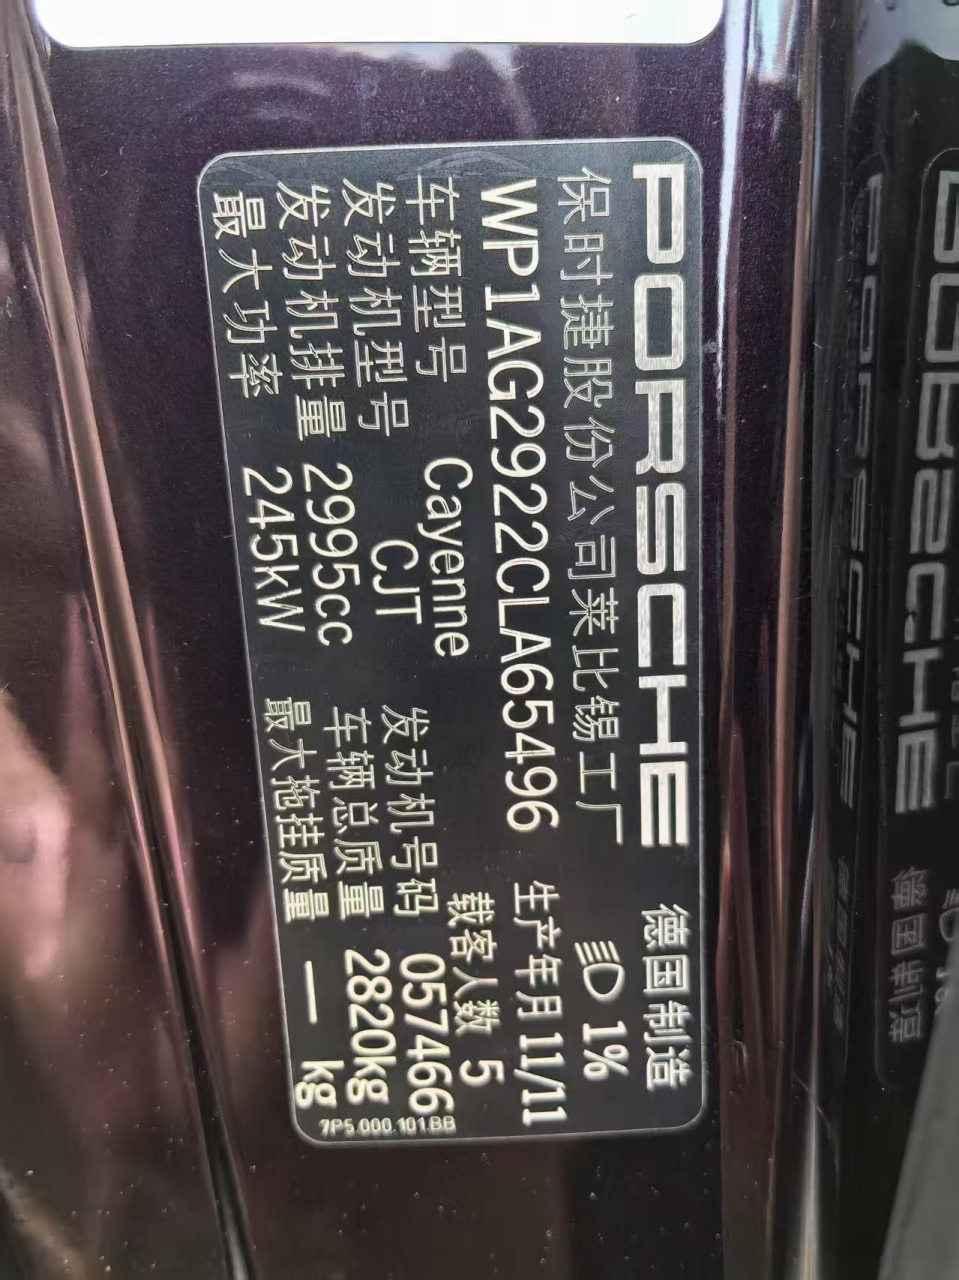 PORSCHE 德国制造
保时捷股份公司莱比锡工厂 1%
WP1AG2922CLA65496 生产年月 11/11
车辆型号 Cayenne 载客人数 5
发动机型号 CJT 发动机号码 057466
发动机排量 2995cc 车辆总质量 2820kg
最大功率 245kW 最大拖挂质量 — kg
7P5.000.101.BB